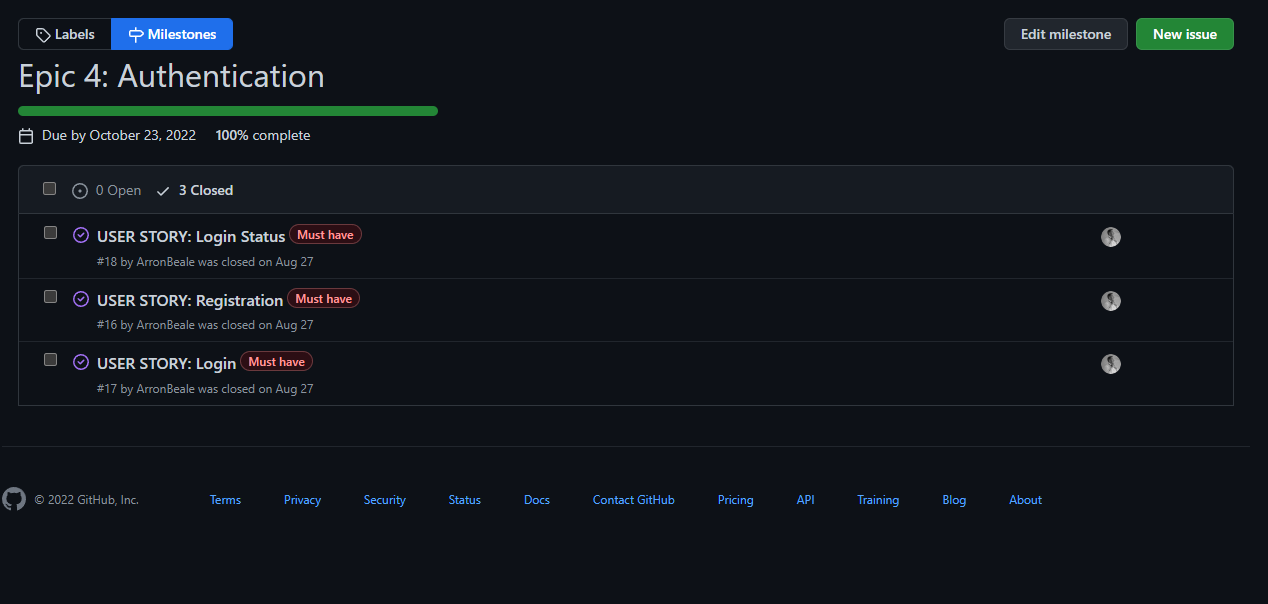 Labels Milestones Edit milestone New issue
Epic 4: Authentication
Due by October 23, 2022 100% complete
0 Open 3 Closed
USER STORY: Login Status Must have
#18 by ArronBeale was closed on Aug 27
USER STORY: Registration Must have
#16 by ArronBeale was closed on Aug 27
USER STORY: Login Must have
#17 by ArronBeale was closed on Aug 27
© 2022 GitHub, Inc. Terms Privacy Security Status Docs Contact GitHub Pricing API Training Blog About